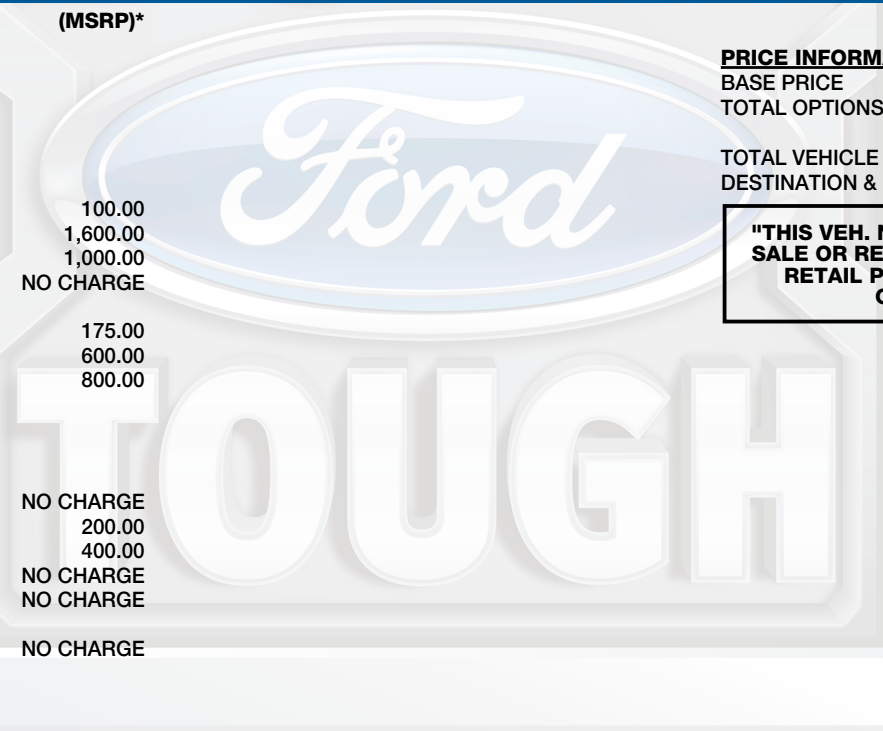 (MSRP)*
PRICE INFORMA
BASE PRICE
TOTAL OPTIONS
TOTAL VEHICLE
DESTINATION &
100.00
1,600.00
1,000.00
NO CHARGE
175.00
600.00
800.00
NO CHARGE
200.00
400.00
NO CHARGE
NO CHARGE
NO CHARGE
"THIS VEH. N
SALE OR RE
RETAIL P
Ford
TOUGH